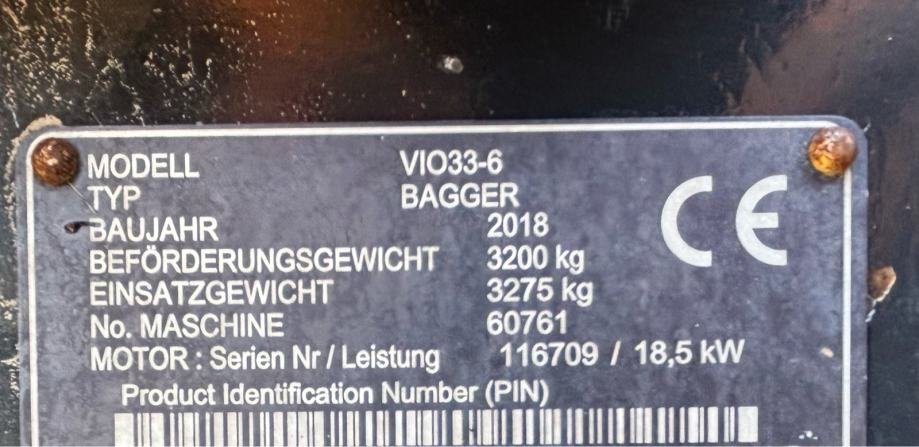 MODELL VIO33-6
TYP BAGGER
BAUJAHR 2018
BEFÖRDERUNGSGEWICHT 3200 kg
EINSATZGEWICHT 3275 kg
No. MASCHINE 60761
MOTOR : Serien Nr / Leistung 116709 / 18,5 kW
Product Identification Number (PIN)
CE